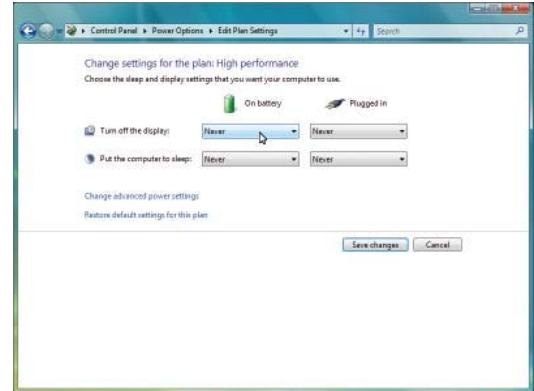 Control Panel ▸ Power Options ▸ Edit Plan Settings
Search
Change settings for the plan: High performance
Choose the sleep and display settings that you want your computer to use.
On battery Plugged in
Turn off the display: Never Never
Put the computer to sleep: Never Never
Change advanced power settings
Restore default settings for this plan
Save changes Cancel